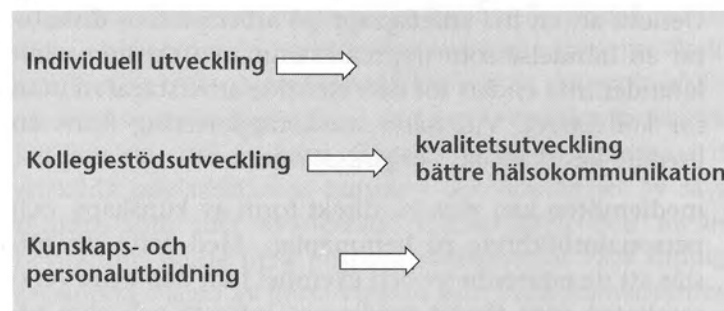 Individuell utveckling
Kollegiestödsutveckling
kvalitetsutveckling
bättre hälsokommunikation
Kunskaps- och
personalutbildning